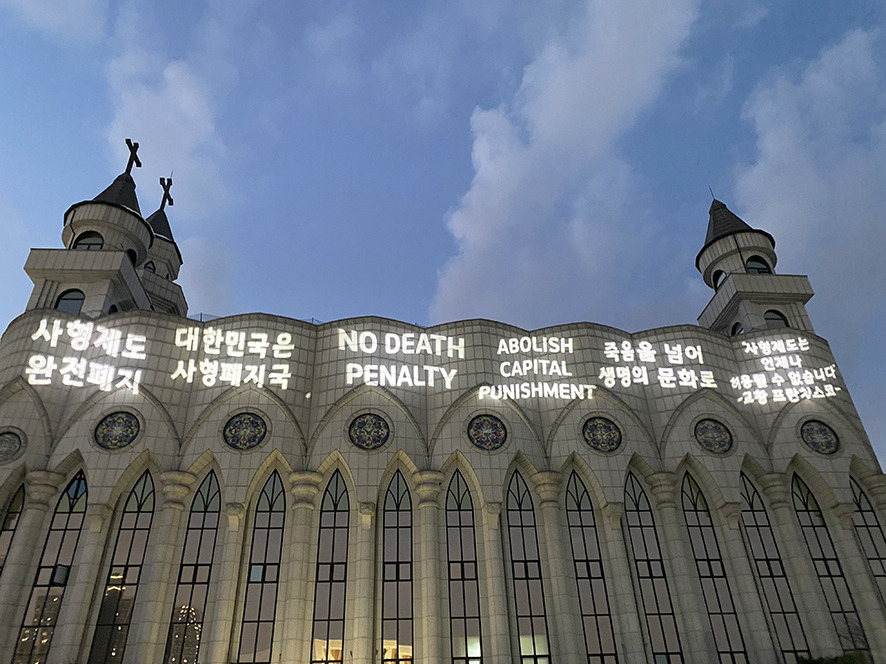 사형제도
완전폐지
대한민국은
사형폐지국
NO DEATH
PENALTY
ABOLISH
CAPITAL
PUNISHMENT
죽음을 넘어
생명의 문화로
사형제도는
언제나
허용될 수 없습니다
-교황 프란치스코-